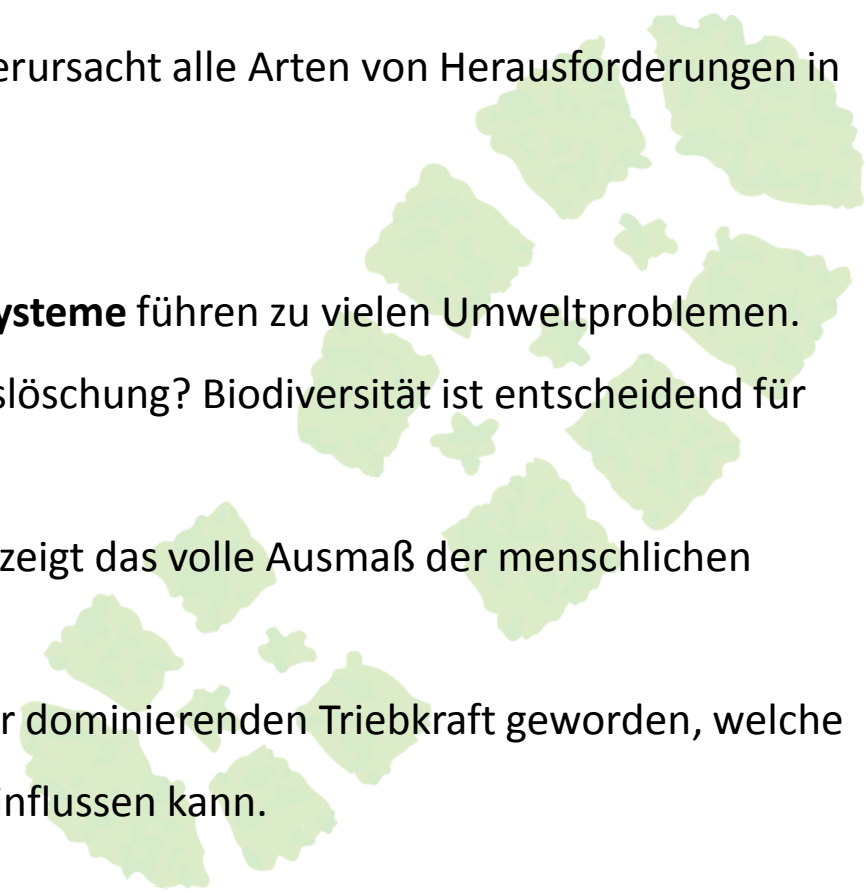 erursacht alle Arten von Herausforderungen in
ysteme führen zu vielen Umweltproblemen.
slöschung? Biodiversität ist entscheidend für
zeigt das volle Ausmaß der menschlichen
r dominierenden Triebkraft geworden, welche
influssen kann.